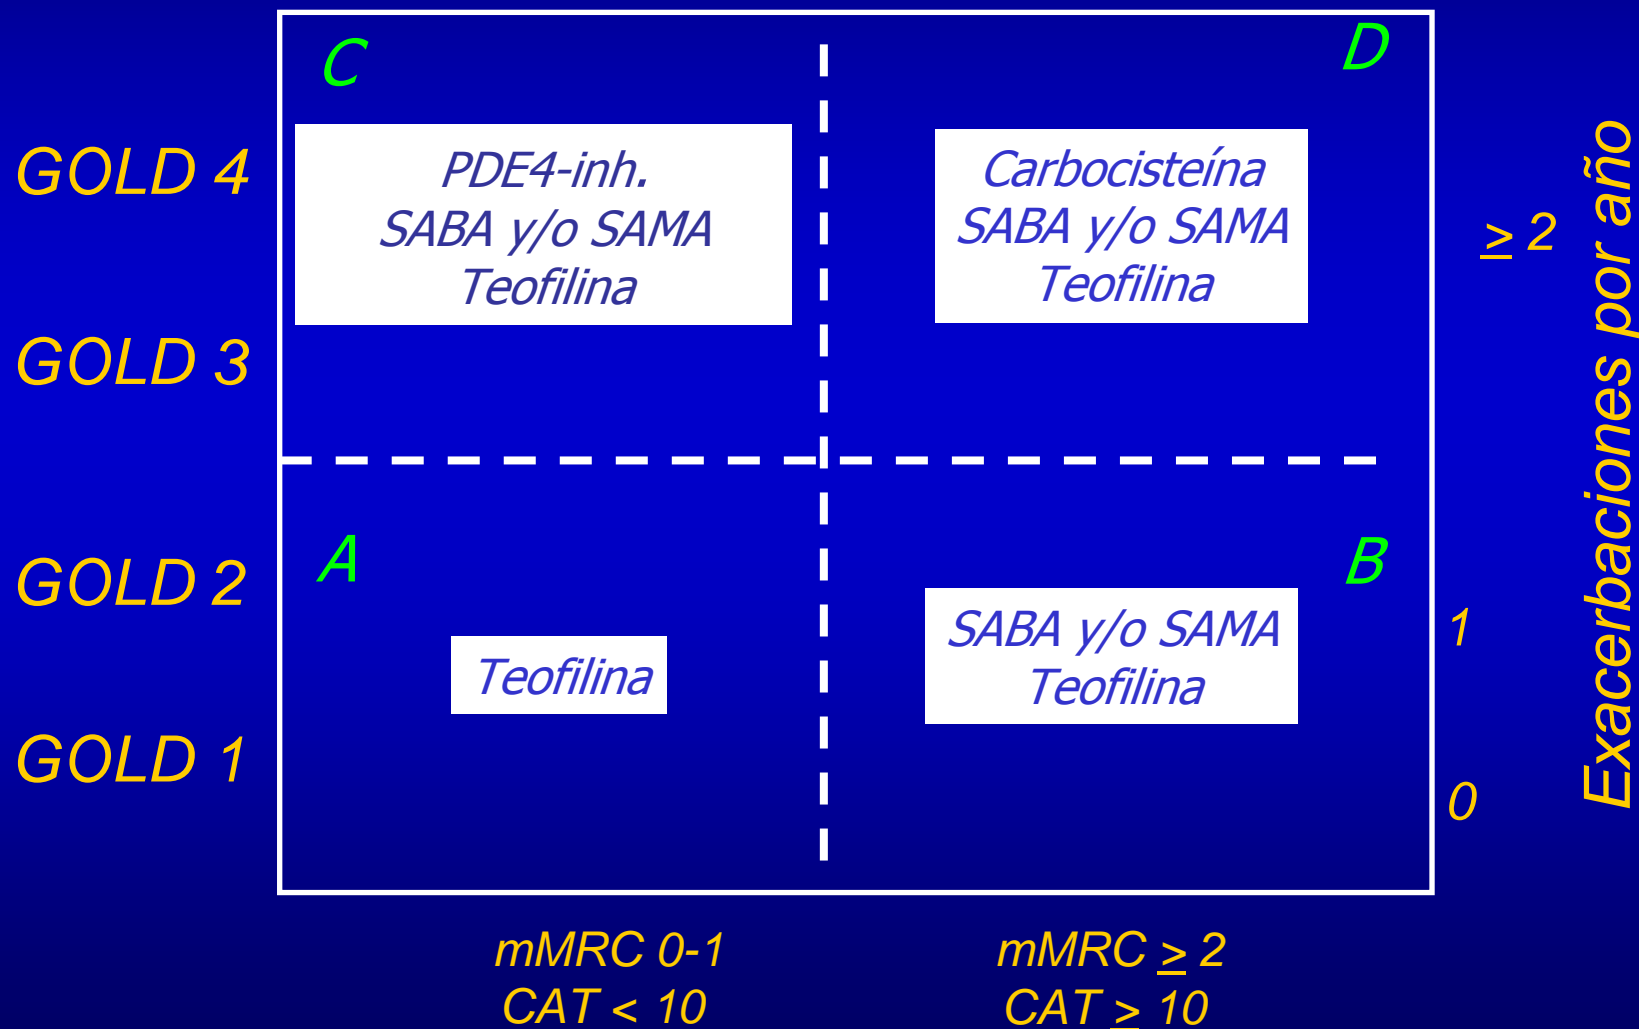 C
D
GOLD 4
PDE4-inh.
SABA y/o SAMA
Teofilina
Carbocisteína
SABA y/o SAMA
Teofilina
≥ 2
Exacerbaciones por año
GOLD 3
GOLD 2
A
B
SABA y/o SAMA
Teofilina
1
Teofilina
GOLD 1
0
mMRC 0-1
CAT < 10
mMRC ≥ 2
CAT ≥ 10